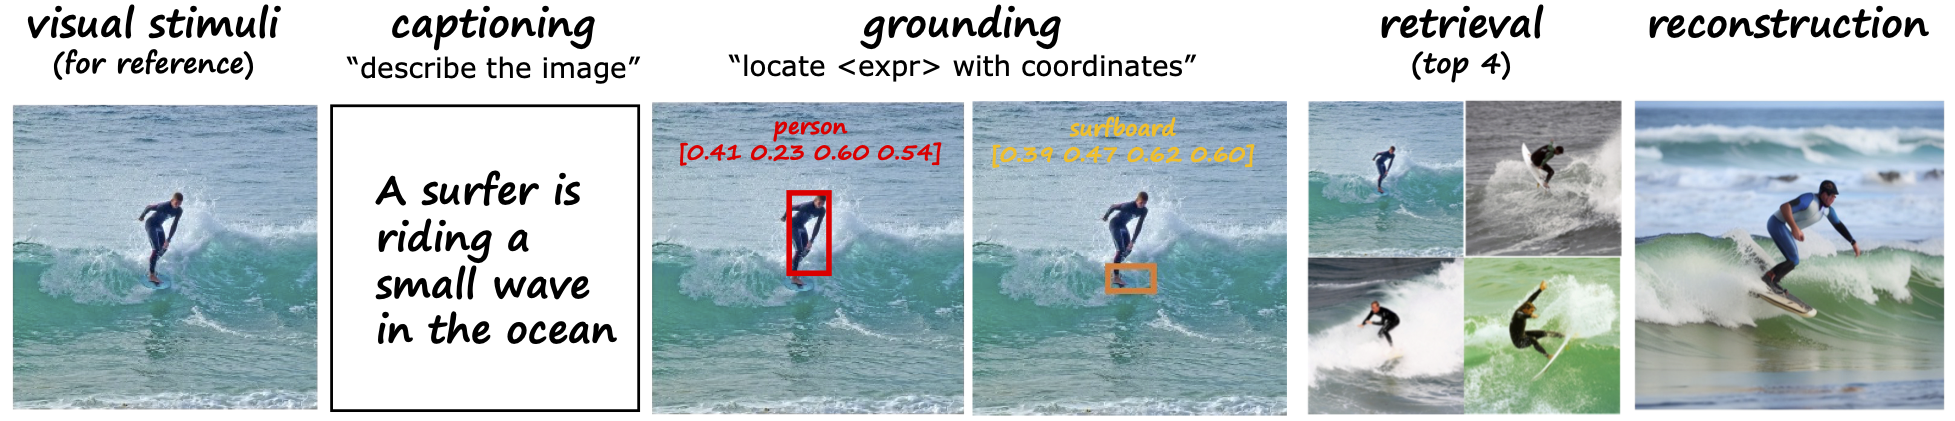 visual stimuli
(for reference)
captioning
“describe the image”
grounding
“locate <expr> with coordinates”
retrieval
(top 4)
reconstruction
A surfer is
riding a
small wave
in the ocean
person
[0.41 0.23 0.60 0.54]
surfboard
[0.39 0.47 0.62 0.60]